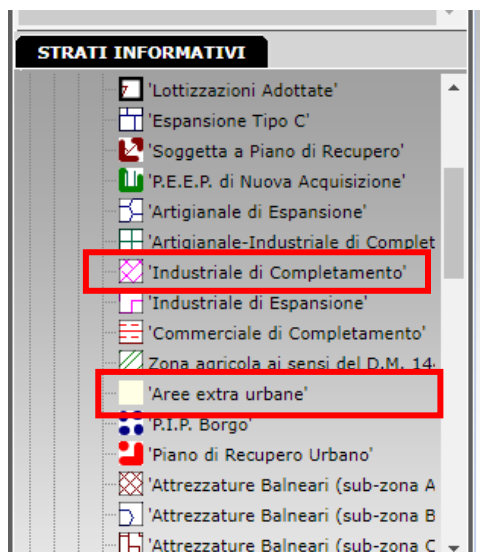 STRATI INFORMATIVI
'Lottizzazioni Adottate'
'Espansione Tipo C'
'Soggetta a Piano di Recupero'
'P.E.E.P. di Nuova Acquisizione'
'Artigianale di Espansione'
'Artigianale-Industriale di Complet
'Industriale di Completamento'
'Industriale di Espansione'
'Commerciale di Completamento'
Zona agricola ai sensi del D.M. 14
'Aree extra urbane'
'P.I.P. Borgo'
'Piano di Recupero Urbano'
'Attrezzature Balneari (sub-zona A
'Attrezzature Balneari (sub-zona B
'Attrezzature Balneari (sub-zona C